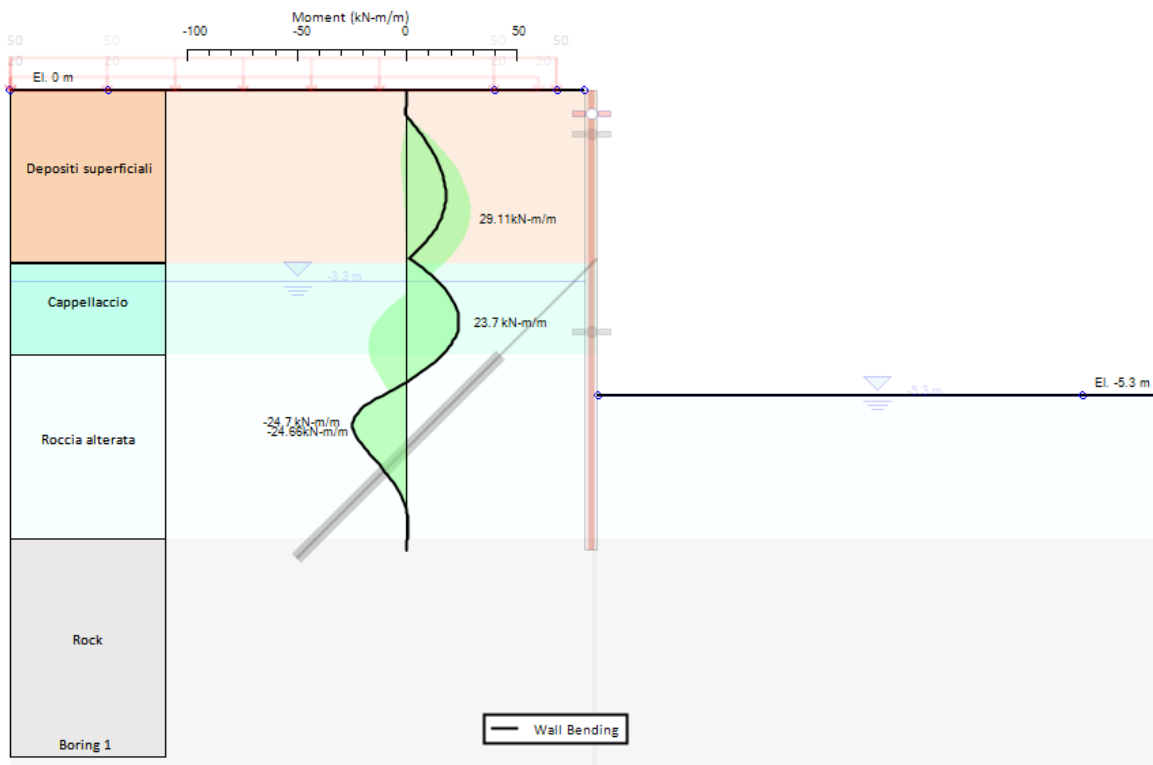 Moment (kN-m/m)
-100 -50 0 50
50 50 50 50
20 20 20 20
El. 0 m
Depositi superficiali
29.11kN-m/m
-3.3 m
Cappellaccio
23.7 kN-m/m
El. -5.3 m
-5.3 m
-24.7 kN-m/m
-24.66kN-m/m
Roccia alterata
Rock
Wall Bending
Boring 1